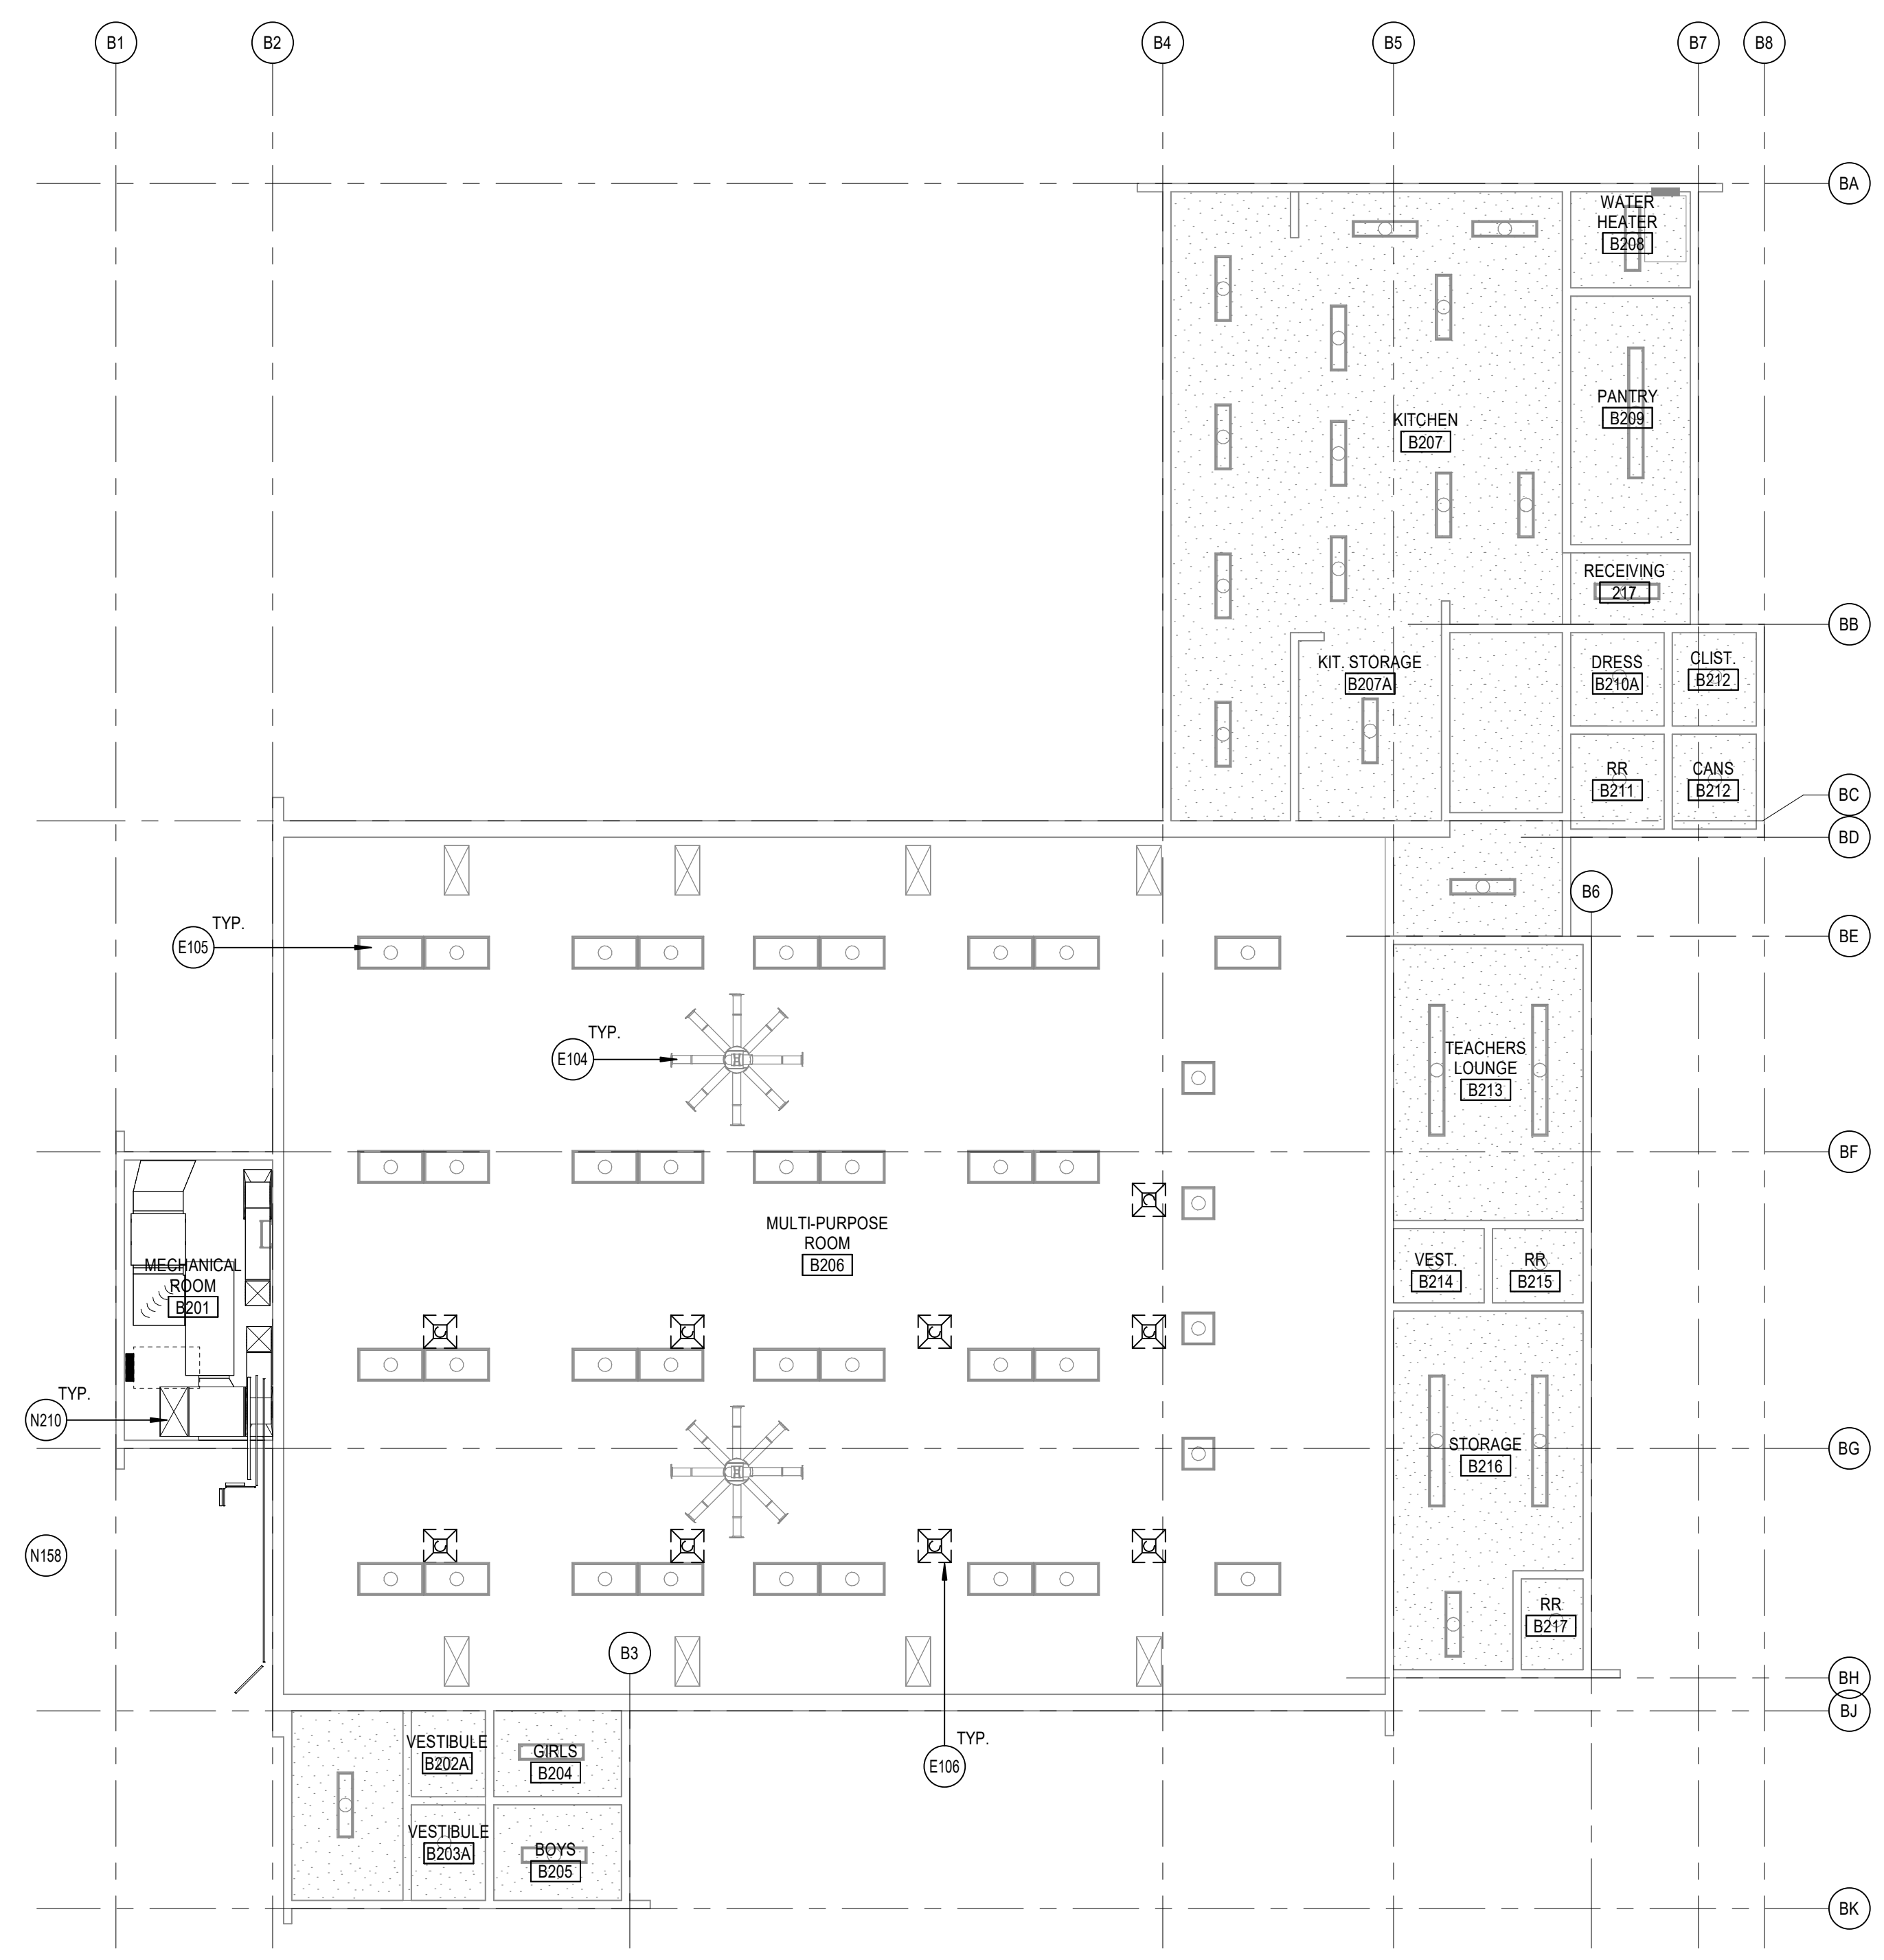 B1
B2
B4
B5
B7
B8
BA
WATER
HEATER
B208
PANTRY
B209
KITCHEN
B207
RECEIVING
217
BB
KIT. STORAGE
B207A
DRESS
B210A
CLIST.
B212
RR
B211
CANS
B212
BC
BD
B6
TYP.
E105
BE
TYP.
E104
TEACHERS
LOUNGE
B213
BF
MULTI-PURPOSE
ROOM
B206
MECHANICAL
ROOM
B201
VEST.
B214
RR
B215
TYP.
N210
STORAGE
B216
BG
N158
RR
B217
B3
BH
BJ
TYP.
E106
VESTIBULE
B202A
GIRLS
B204
VESTIBULE
B203A
BOYS
B205
BK